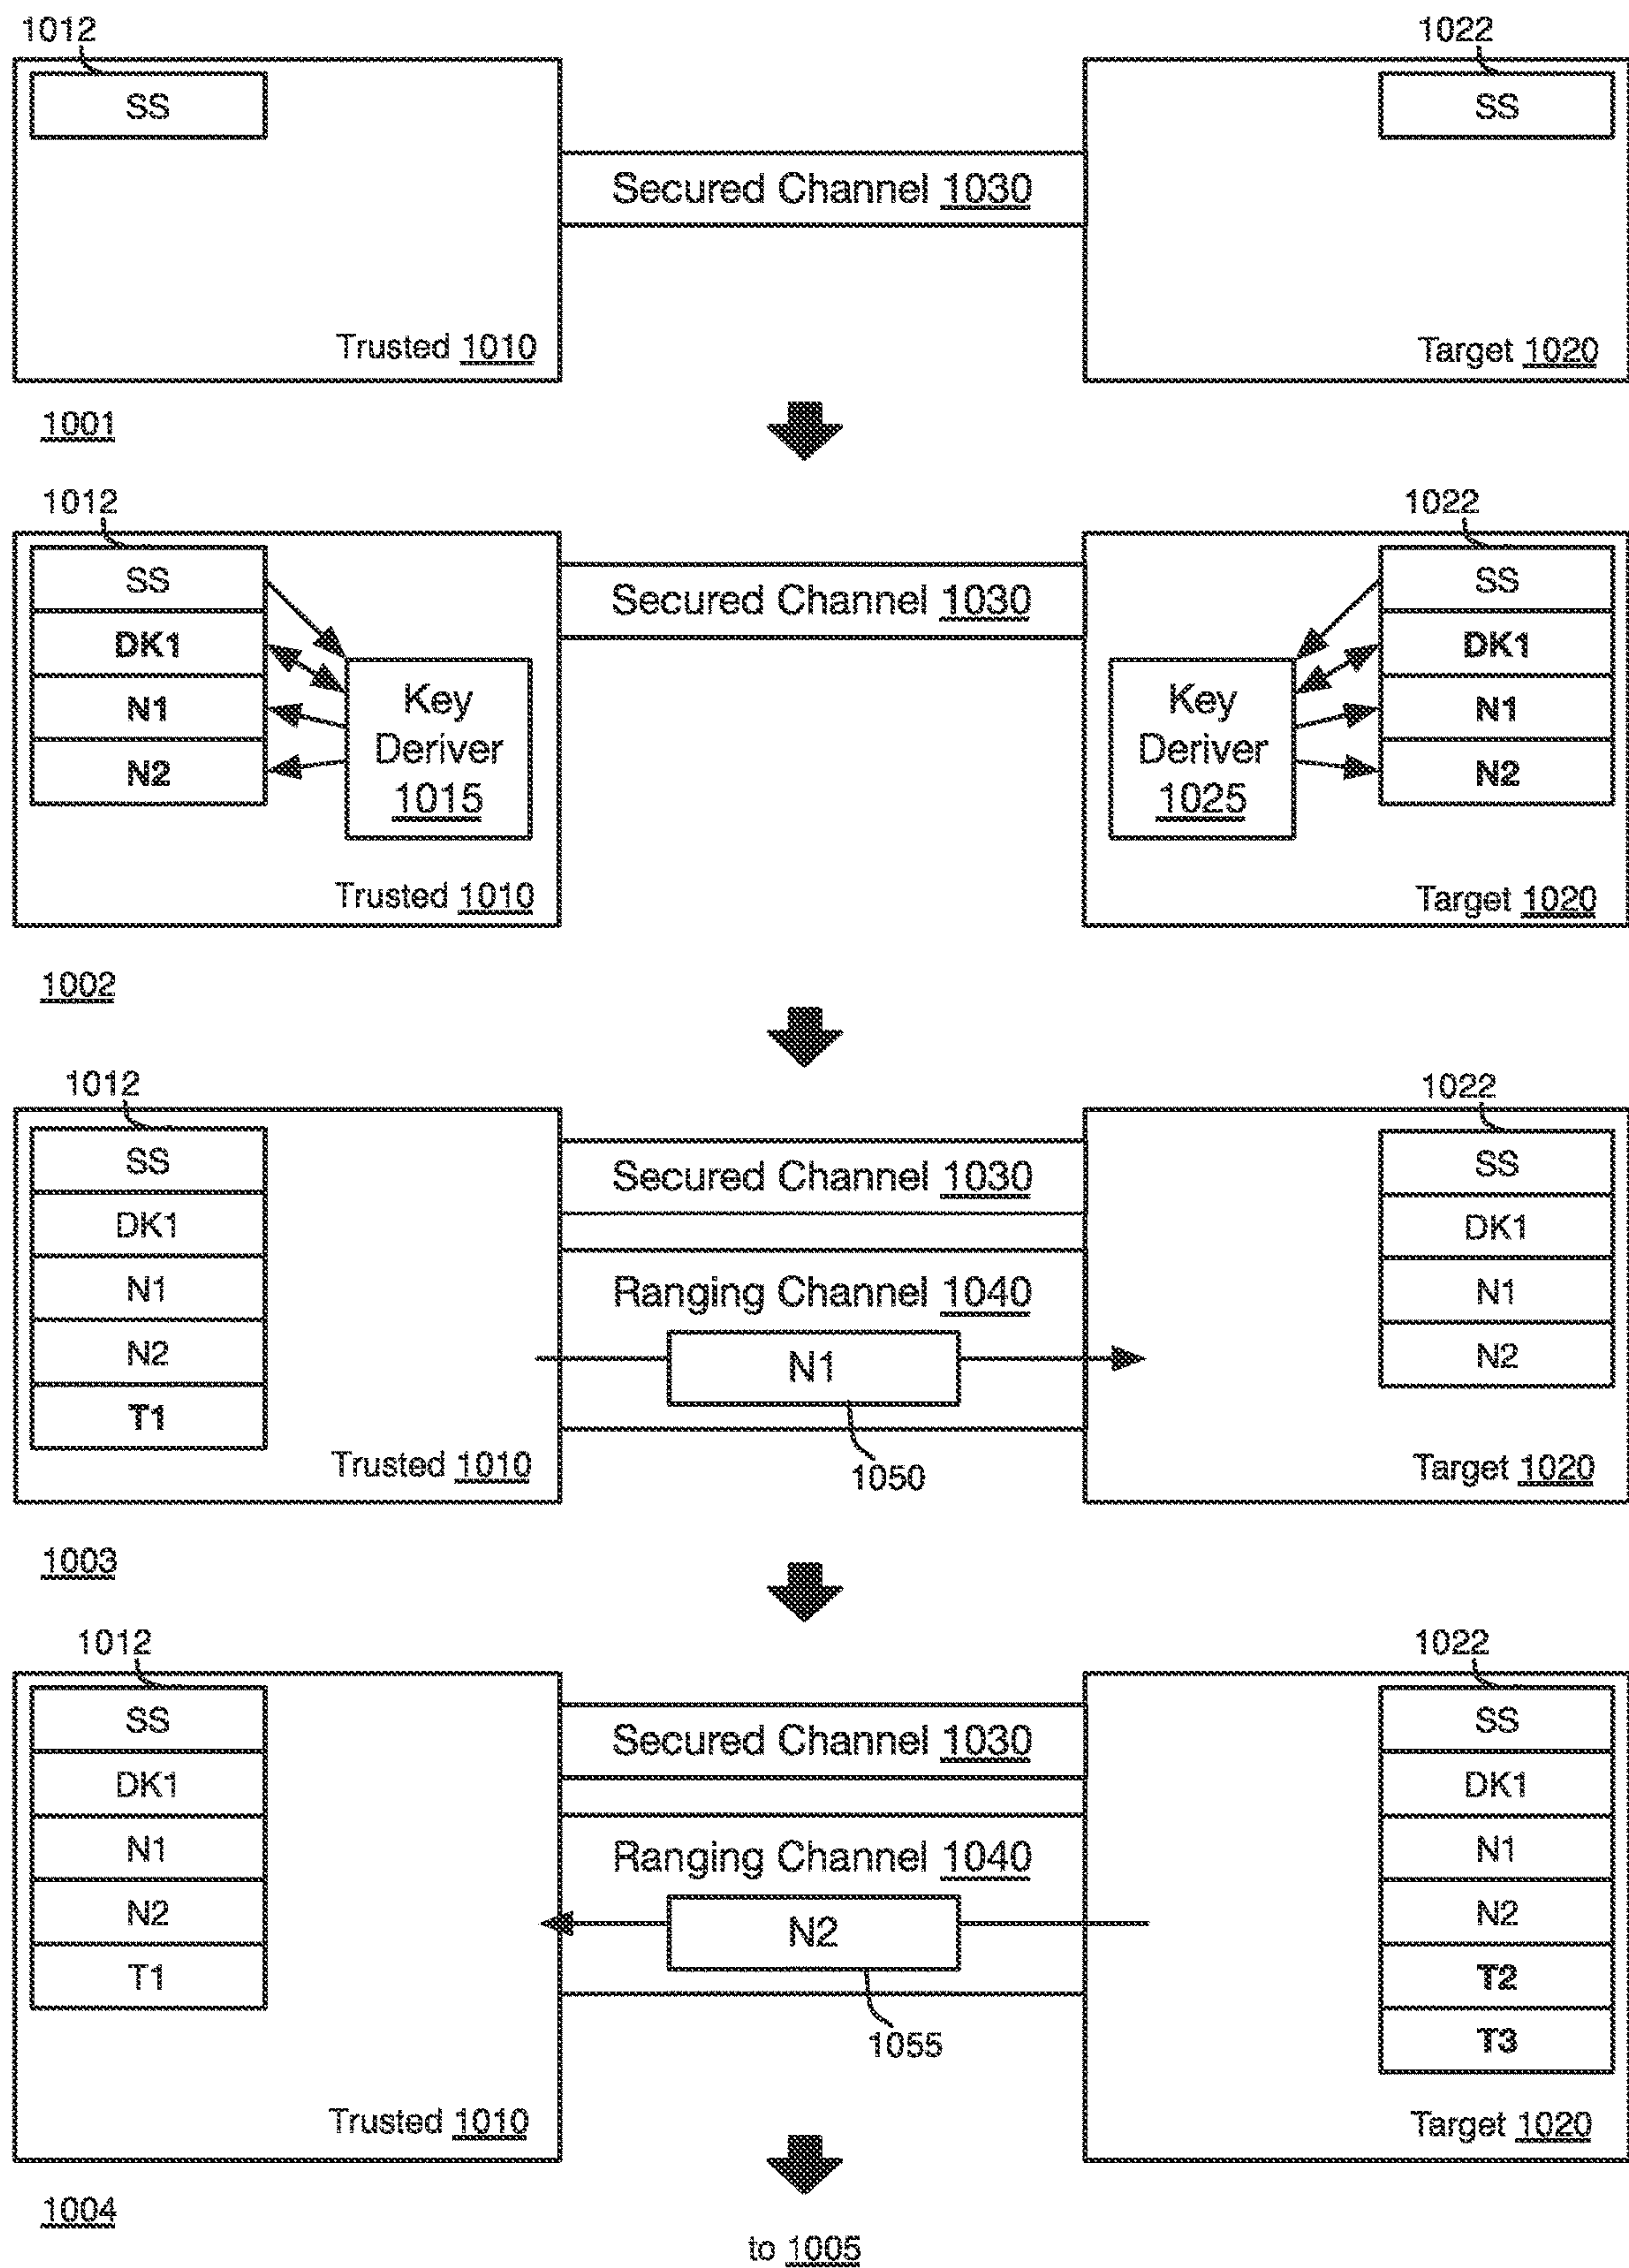 1012
1022
SS
SS
Secured Channel 1030
Trusted 1010
Target 1020
1001
1012
1022
SS
DK1
N1
N2
Key
Deriver
1015
Secured Channel 1030
Key
Deriver
1025
SS
DK1
N1
N2
Trusted 1010
Target 1020
1002
1012
1022
SS
DK1
N1
N2
T1
Secured Channel 1030
Ranging Channel 1040
N1
1050
SS
DK1
N1
N2
Trusted 1010
Target 1020
1003
1012
1022
SS
DK1
N1
N2
T1
Secured Channel 1030
Ranging Channel 1040
N2
1055
SS
DK1
N1
N2
T2
T3
Trusted 1010
Target 1020
1004
to 1005